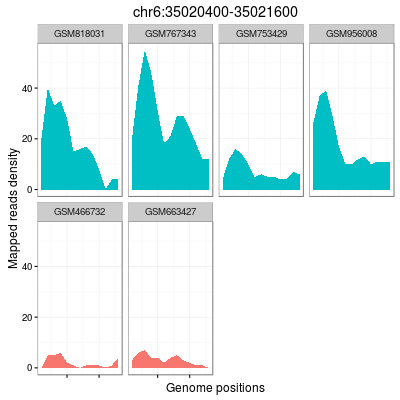 chr6:35020400-35021600
GSM818031 GSM767343 GSM753429 GSM956008
40
20
0
Mapped reads density
GSM466732 GSM663427
40
20
0
Genome positions